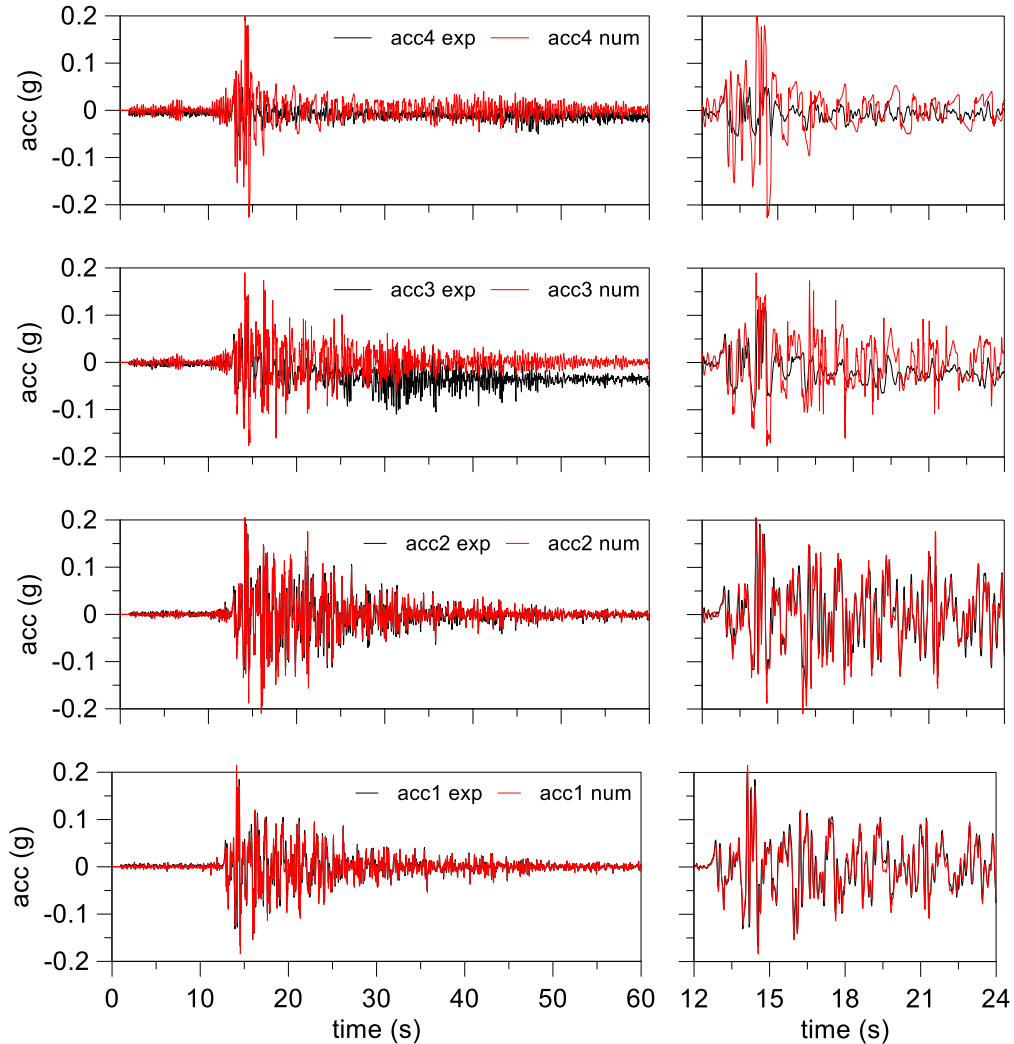 0.2
acc4 exp acc4 num
0.1
acc (g)
0
-0.1
-0.2
0.2
acc3 exp acc3 num
0.1
acc (g)
0
-0.1
-0.2
0.2
acc2 exp acc2 num
0.1
acc (g)
0
-0.1
-0.2
0.2
acc1 exp acc1 num
0.1
acc (g)
0
-0.1
-0.2
0 10 20 30 40 50 60 12 15 18 21 24
time (s) time (s)